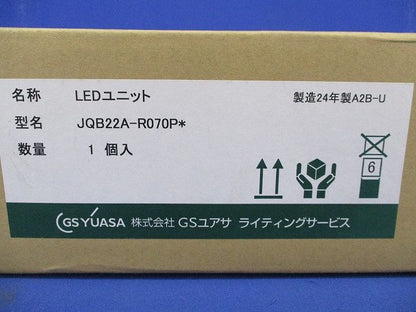 名称 LEDユニット 製造24年製A2B-U
型名 JQB22A-R070P*
数量 1 個入
6
GSYUASA 株式会社 GSユアサ ライティングサービス